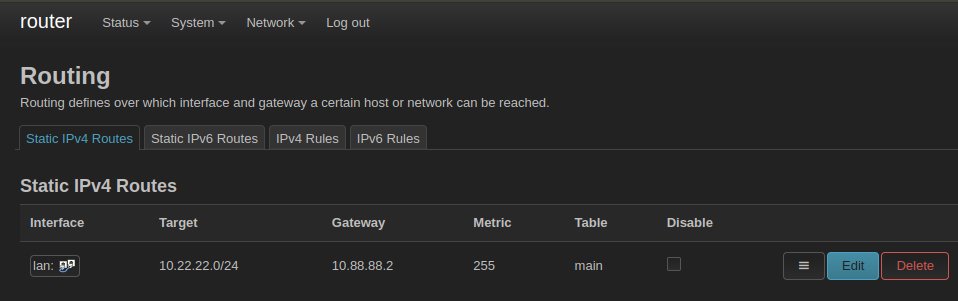 router Status System Network Log out
Routing
Routing defines over which interface and gateway a certain host or network can be reached.
Static IPv4 Routes Static IPv6 Routes IPv4 Rules IPv6 Rules
Static IPv4 Routes
Interface Target Gateway Metric Table Disable
lan: 10.22.22.0/24 10.88.88.2 255 main Edit Delete